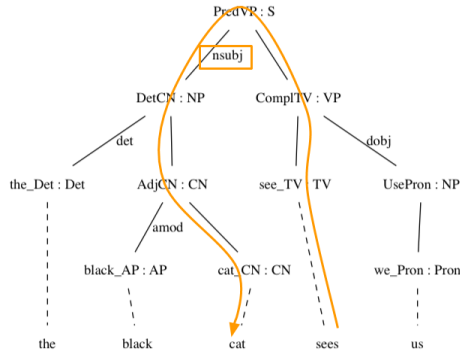 PredVP : S
nsubj
DetCN : NP ComplTV : VP
det dobj
the_Det : Det AdjCN : CN see_TV : TV UsePron : NP
amod
black_AP : AP cat_CN : CN we_Pron : Pron
the black cat sees us